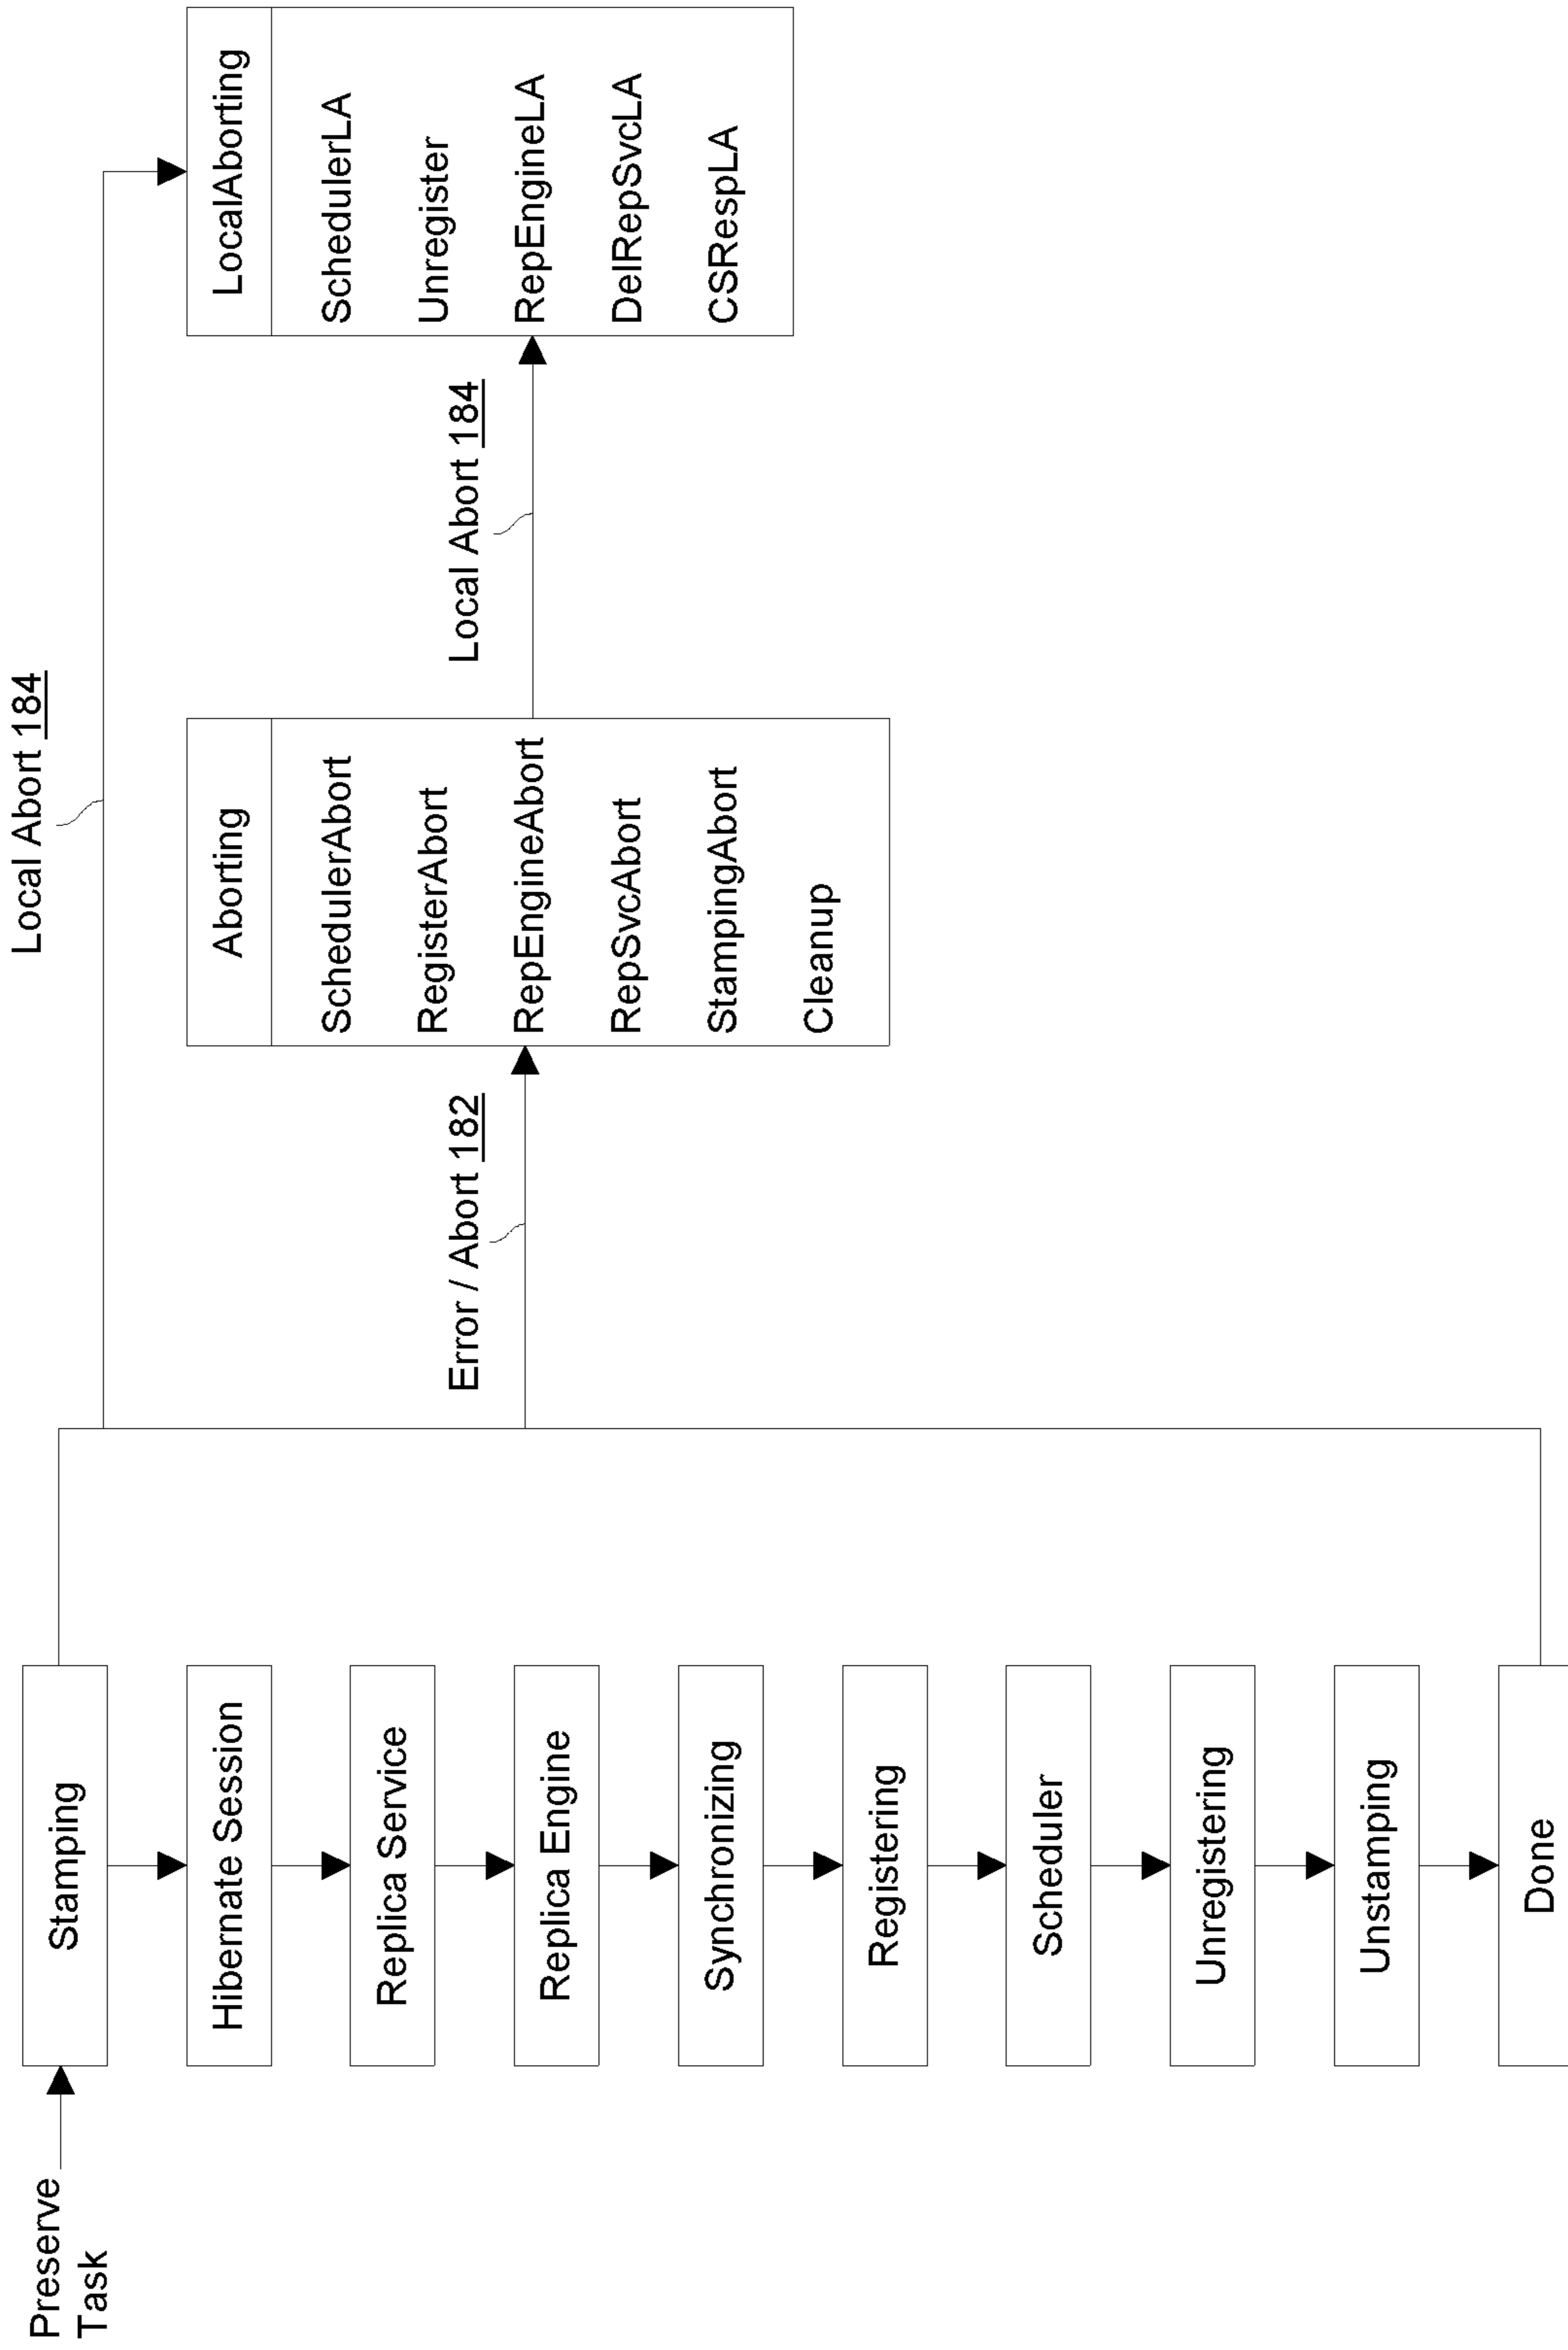 Preserve
Task
Stamping
Hibernate Session
Replica Service
Replica Engine
Synchronizing
Registering
Scheduler
Unregistering
Unstamping
Done
Error / Abort 182
Aborting
SchedulerAbort
RegisterAbort
RepEngineAbort
RepSvcAbort
StampingAbort
Cleanup
Local Abort 184
Local Abort 184
LocalAborting
SchedulerLA
Unregister
RepEngineLA
DelRepSvcLA
CSRespLA